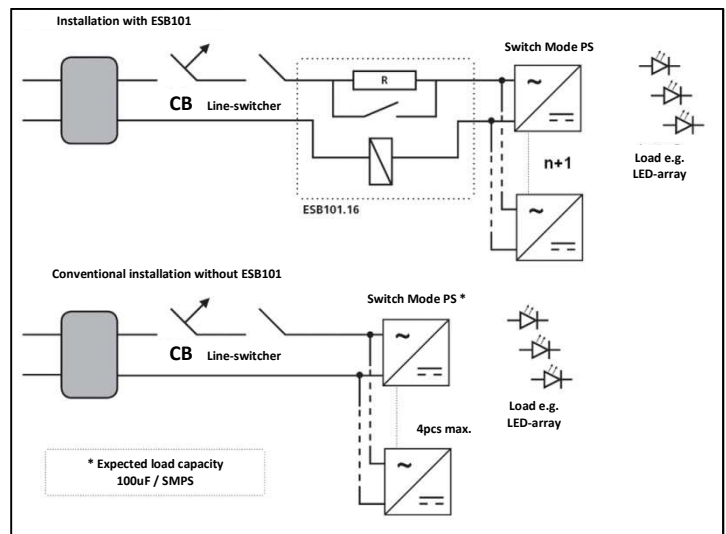 Installation with ESB101
Switch Mode PS
R
CB Line-switcher
~
n+1
Load e.g.
LED-array
ESB101.16
~
Conventional installation without ESB101
Switch Mode PS *
CB Line-switcher
~
4pcs max.
Load e.g.
LED-array
* Expected load capacity
100uF / SMPS
~